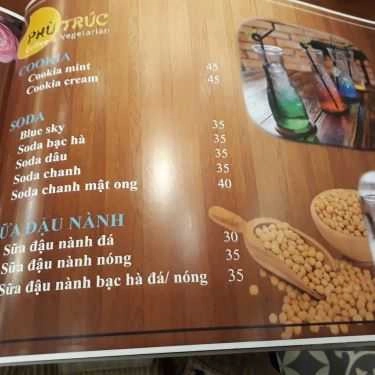 PHÚ TRÚC
Vegetarian
COOKIA
Cookia mint 45
Cookia cream 45
SODA
Blue sky 35
Soda bạc hà 35
Soda dâu 35
Soda chanh 35
Soda chanh mật ong 40
ỮA ĐẬU NÀNH
Sữa đậu nành đá 30
Sữa đậu nành nóng 35
Sữa đậu nành bạc hà đá/ nóng 35